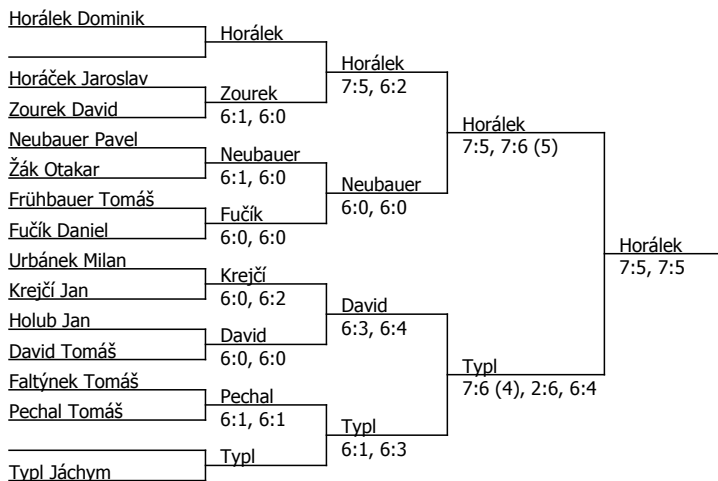 Horálek Dominik
Horáček Jaroslav
Zourek David
Neubauer Pavel
Žák Otakar
Frühbauer Tomáš
Fučík Daniel
Urbánek Milan
Krejčí Jan
Holub Jan
David Tomáš
Faltýnek Tomáš
Pechal Tomáš
Typl Jáchym
Horálek
Zourek
6:1, 6:0
Neubauer
6:1, 6:0
Fučík
6:0, 6:0
Krejčí
6:0, 6:2
David
6:0, 6:0
Pechal
6:1, 6:1
Typl
Horálek
7:5, 6:2
Neubauer
6:0, 6:0
David
6:3, 6:4
Typl
6:1, 6:3
Horálek
7:5, 7:6 (5)
Typl
7:6 (4), 2:6, 6:4
Horálek
7:5, 7:5